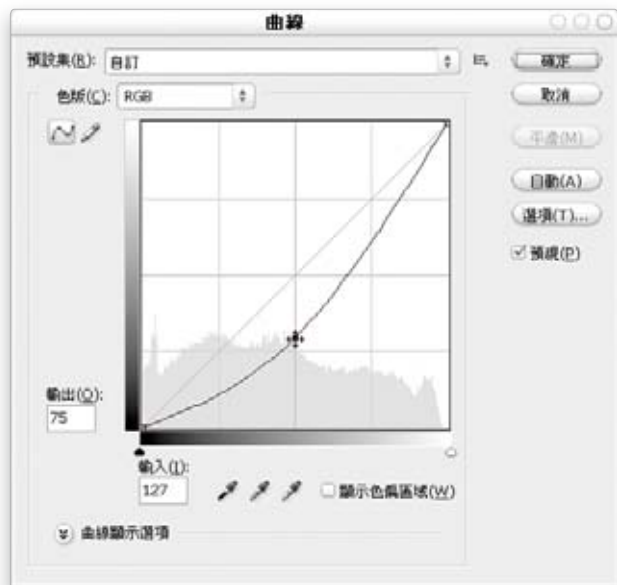 曲線
預設集(R): 自訂
色版(C): RGB
輸出(O):
75
輸入(I):
127
顯示色偏區域(W)
曲線顯示選項
確定
取消
平滑(M)
自動(A)
選項(T)...
預視(P)